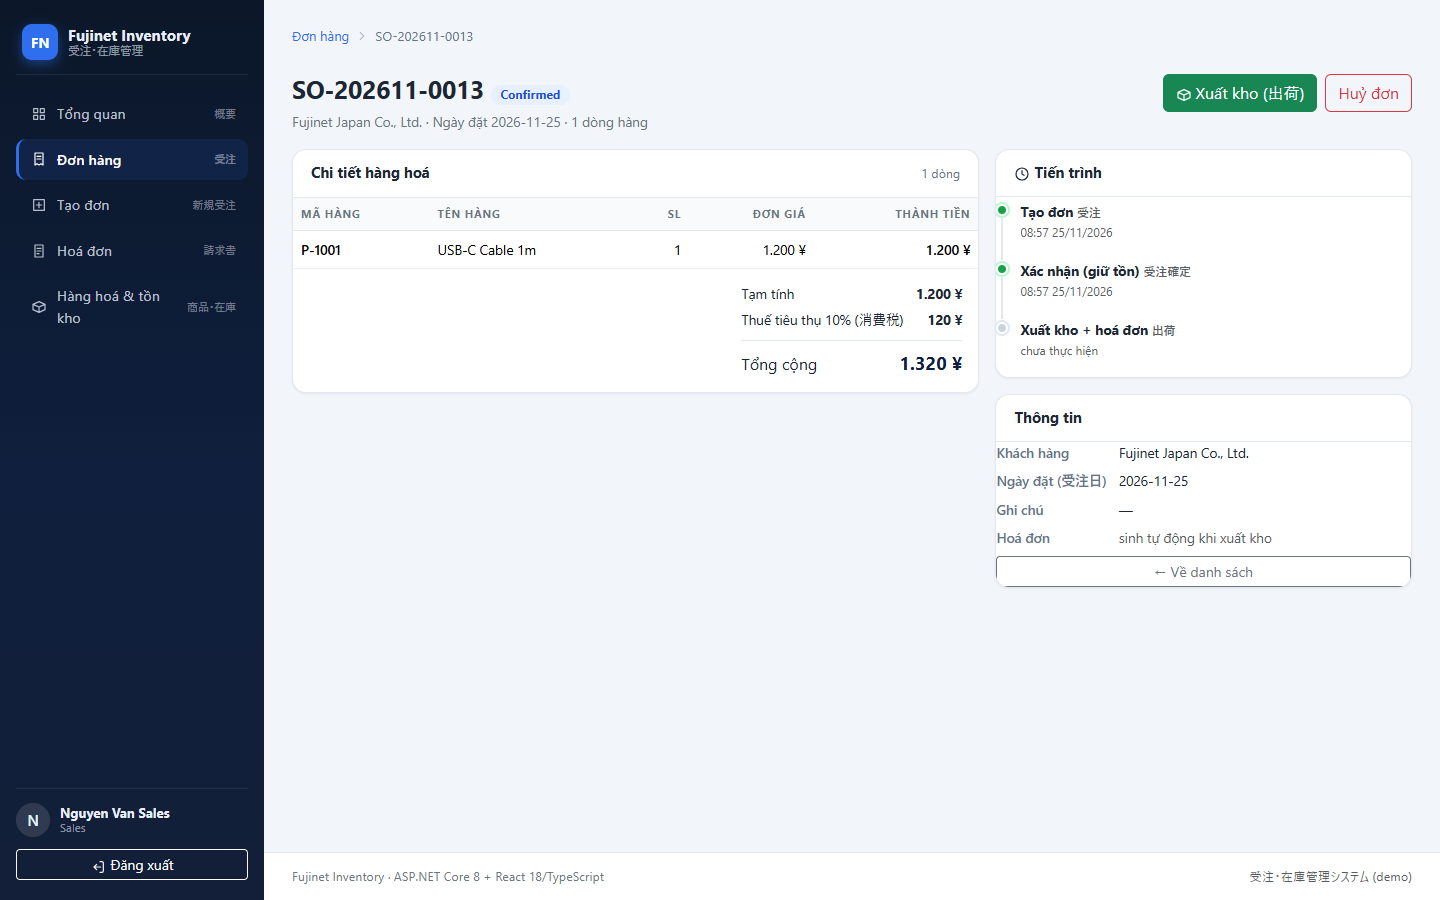 FN
Fujinet Inventory
受注・在庫管理
Tổng quan 概要
Đơn hàng 受注
Tạo đơn 新規受注
Hoá đơn 請求書
Hàng hoá & tồn kho 商品・在庫
Nguyen Van Sales
N
Sales
Đăng xuất
Đơn hàng > SO-202611-0013
SO-202611-0013 Confirmed
Fujinet Japan Co., Ltd. · Ngày đặt 2026-11-25 · 1 dòng hàng
Xuất kho (出荷) Huỷ đơn
Chi tiết hàng hoá 1 dòng
MÃ HÀNG TÊN HÀNG SL ĐƠN GIÁ THÀNH TIỀN
P-1001 USB-C Cable 1m 1 1.200 ¥ 1.200 ¥
Tạm tính 1.200 ¥
Thuế tiêu thụ 10% (消費税) 120 ¥
Tổng cộng 1.320 ¥
Tiến trình
Tạo đơn 受注
08:57 25/11/2026
Xác nhận (giữ tồn) 受注確定
08:57 25/11/2026
Xuất kho + hoá đơn 出荷
chưa thực hiện
Thông tin
Khách hàng Fujinet Japan Co., Ltd.
Ngày đặt (受注日) 2026-11-25
Ghi chú —
Hoá đơn sinh tự động khi xuất kho
← Về danh sách
Fujinet Inventory · ASP.NET Core 8 + React 18/TypeScript
受注・在庫管理システム (demo)